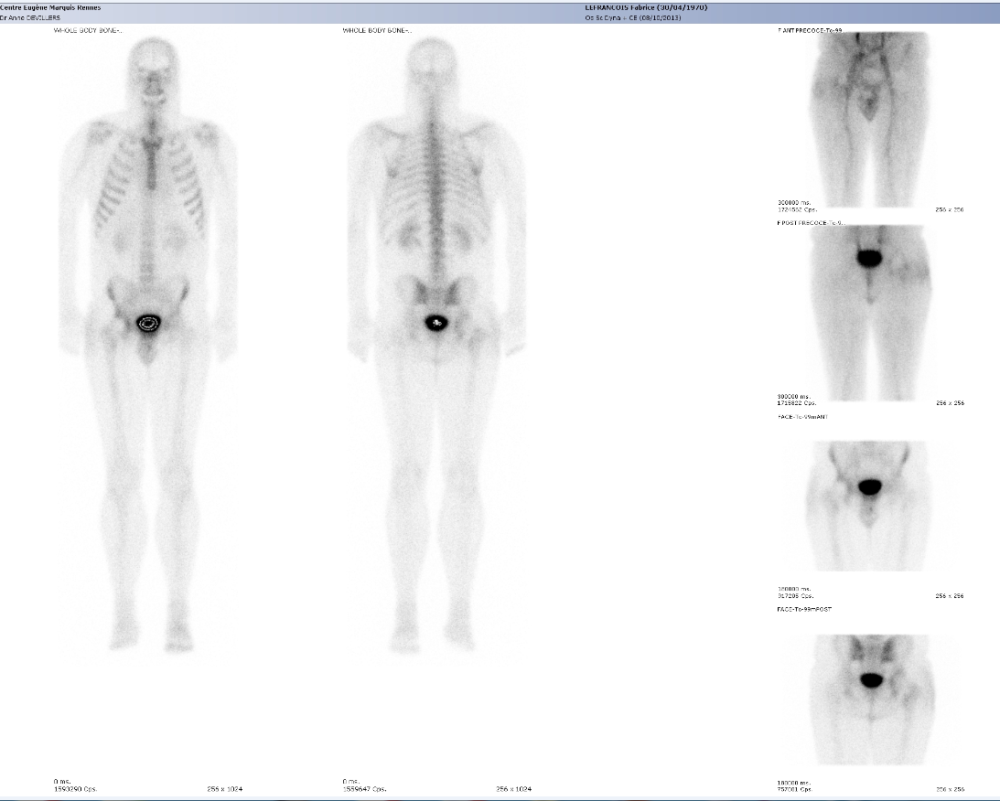 Centre Eugène Marquis Rennes
LEFRANCOIS Fabrice (30/04/1970)
Dr Anne DEVILLERS
Os Sc Dyna + CE (08/10/2013)
WHOLE BODY BONE-...
WHOLE BODY BONE-...
F ANT PRECOCE-Tc-99...
300000 ms.
1724562 Cps.
256 x 256
F POST PRECOCE-Tc-9...
300000 ms.
1715822 Cps.
256 x 256
FACE-Tc-99mANT
180000 ms.
917205 Cps.
256 x 256
FACE-Tc-99mPOST
0 ms.
1593290 Cps.
256 x 1024
0 ms.
1559647 Cps.
256 x 1024
180000 ms.
757001 Cps.
256 x 256